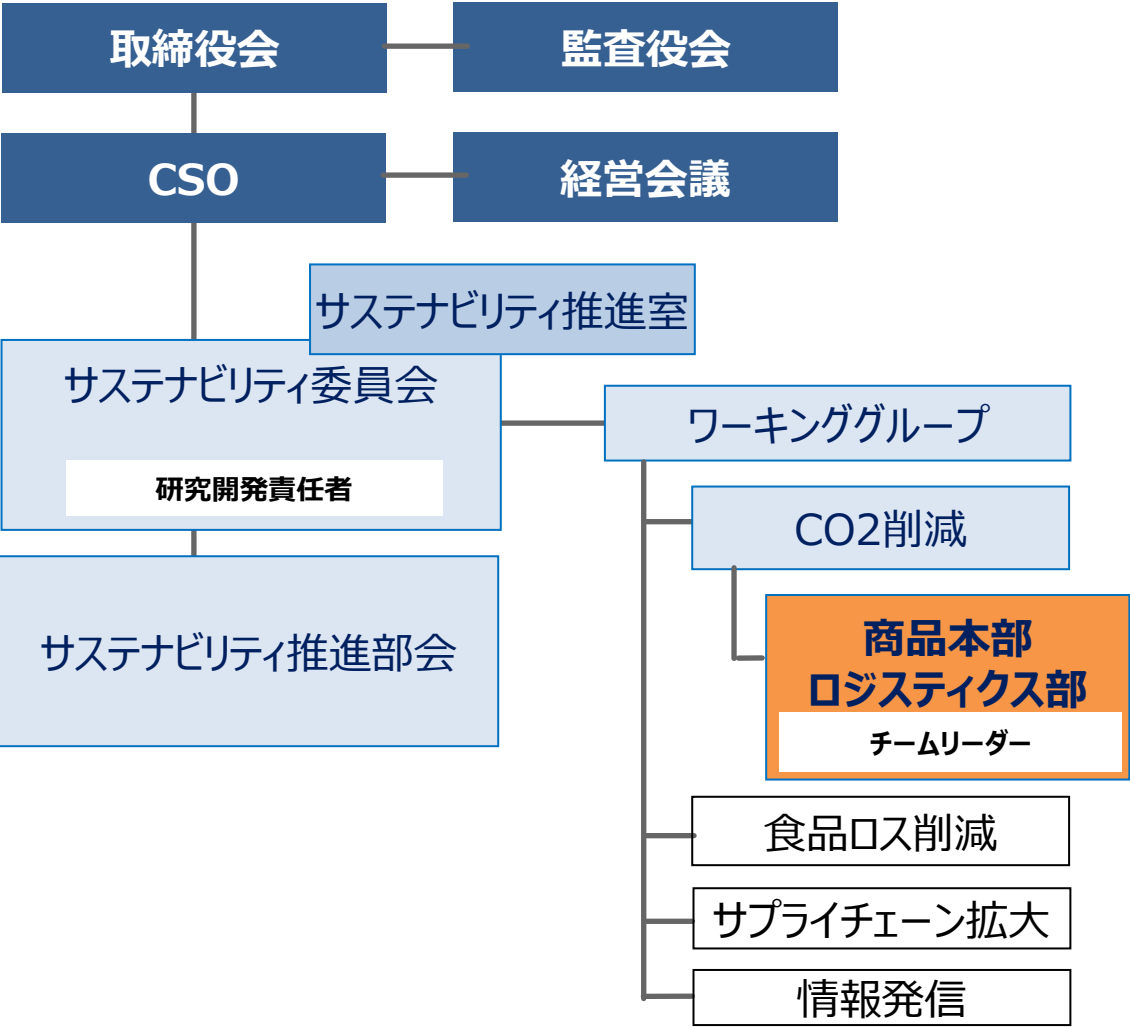 取締役会
監査役会
CSO
経営会議
サステナビリティ推進室
サステナビリティ委員会
研究開発責任者
ワーキンググループ
CO2削減
サステナビリティ推進部会
商品本部
ロジスティクス部
チームリーダー
食品ロス削減
サプライチェーン拡大
情報発信